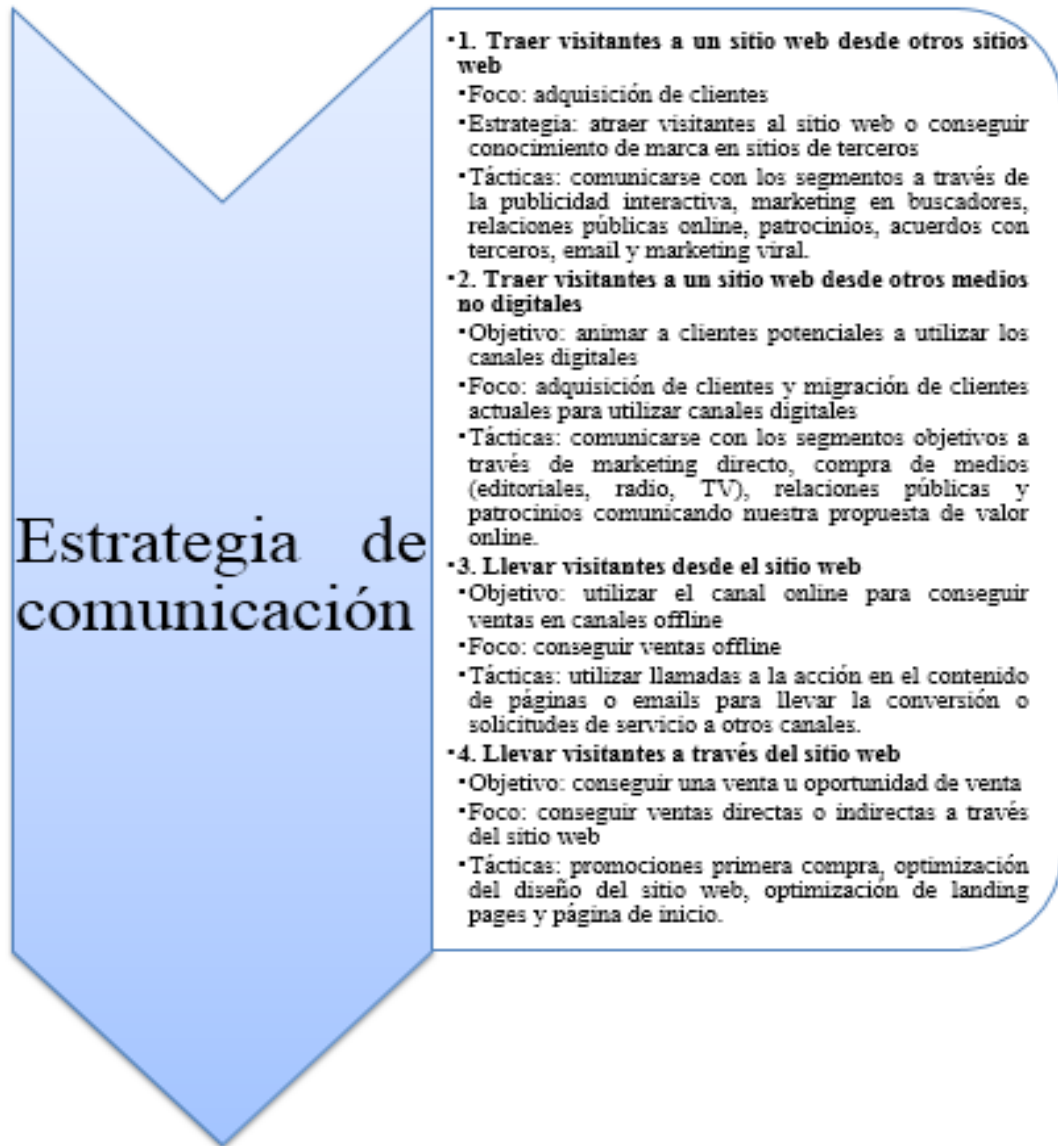 Estrategia de
comunicación
•1. Traer visitantes a un sitio web desde otros sitios
web
•Foco: adquisición de clientes
•Estrategia: atraer visitantes al sitio web o conseguir
conocimiento de marca en sitios de terceros
•Tácticas: comunicarse con los segmentos a través de
la publicidad interactiva, marketing en buscadores,
relaciones públicas online, patrocinios, acuerdos con
terceros, email y marketing viral.
•2. Traer visitantes a un sitio web desde otros medios
no digitales
•Objetivo: animar a clientes potenciales a utilizar los
canales digitales
•Foco: adquisición de clientes y migración de clientes
actuales para utilizar canales digitales
•Tácticas: comunicarse con los segmentos objetivos a
través de marketing directo, compra de medios
(editoriales, radio, TV), relaciones públicas y
patrocinios comunicando nuestra propuesta de valor
online.
•3. Llevar visitantes desde el sitio web
•Objetivo: utilizar el canal online para conseguir
ventas en canales offline
•Foco: conseguir ventas offline
•Tácticas: utilizar llamadas a la acción en el contenido
de páginas o emails para llevar la conversión o
solicitudes de servicio a otros canales.
•4. Llevar visitantes a través del sitio web
•Objetivo: conseguir una venta u oportunidad de venta
•Foco: conseguir ventas directas o indirectas a través
del sitio web
•Tácticas: promociones primera compra, optimización
del diseño del sitio web, optimización de landing
pages y página de inicio.